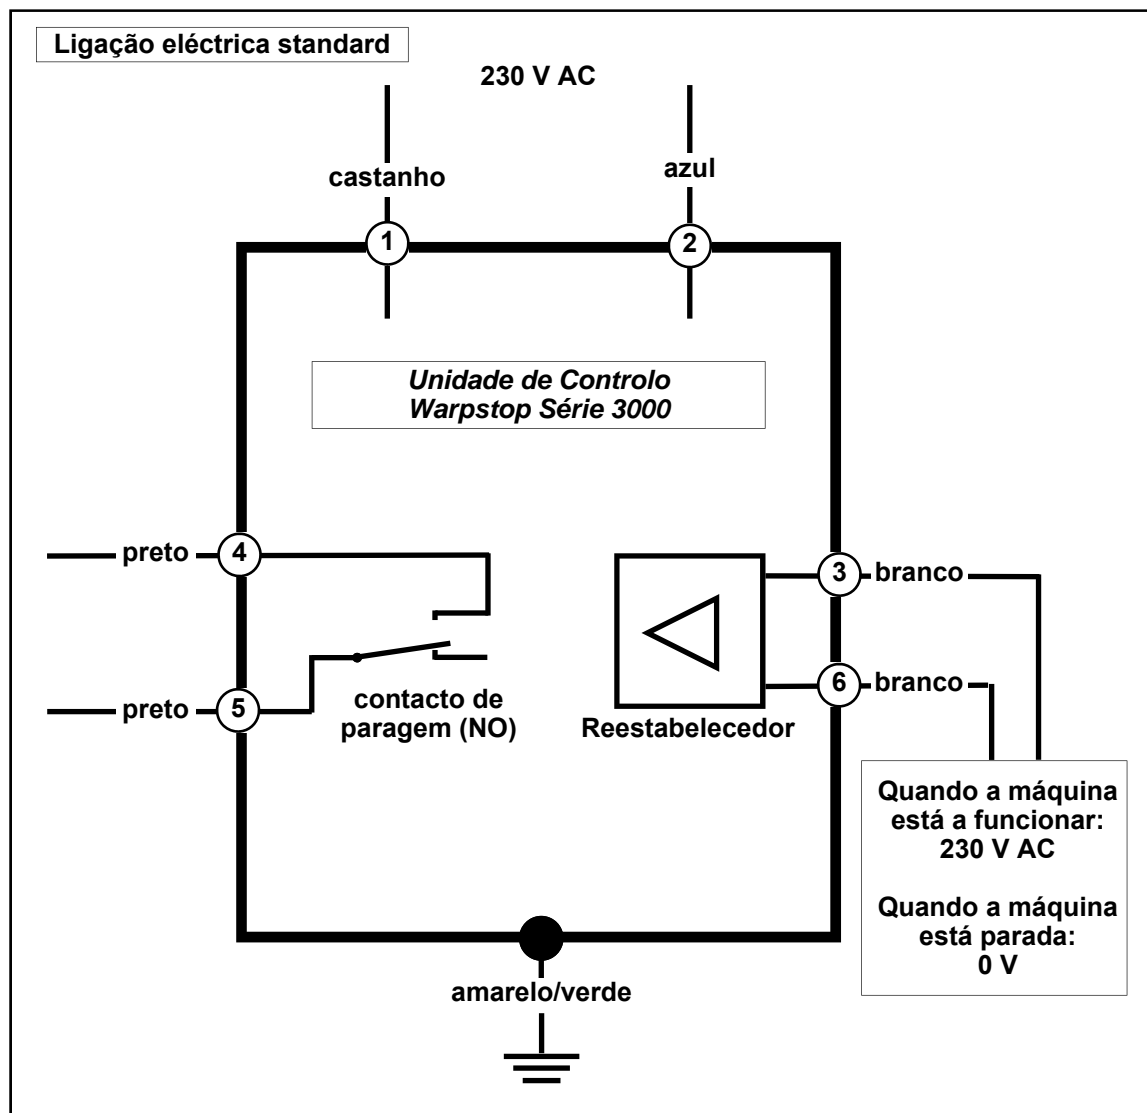 Ligação eléctrica standard
230 V AC
castanho
azul
1
2
Unidade de Controlo
Warpstop Série 3000
preto
4
3
branco
preto
5
6
branco
contacto de
paragem (NO)
Reestabelecedor
Quando a máquina
está a funcionar:
230 V AC
Quando a máquina
está parada:
0 V
amarelo/verde